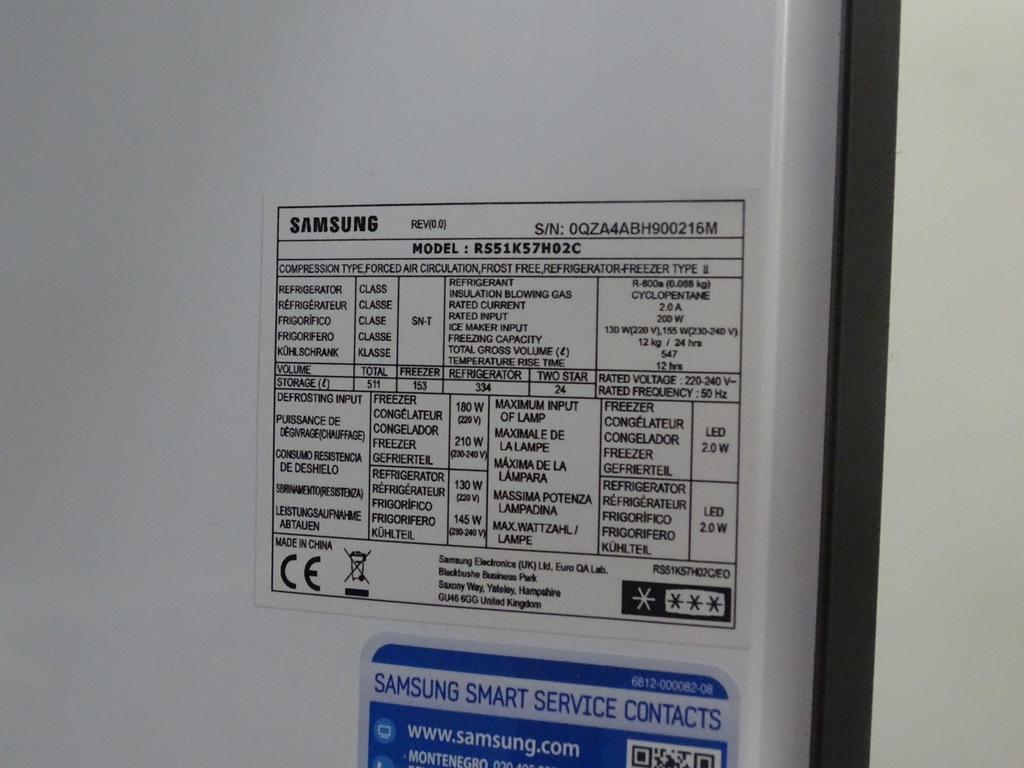 SAMSUNG REV(0.0) S/N: 0QZA4ABH900216M
MODEL : RS51K57H02C
COMPRESSION TYPE,FORCED AIR CIRCULATION,FROST FREE,REFRIGERATOR-FREEZER TYPE II
REFRIGERATOR CLASS
RÉFRIGÉRATEUR CLASSE
FRIGORÍFICO CLASE
FRIGORIFERO CLASSE
KÜHLSCHRANK KLASSE
SN-T
REFRIGERANT R-600a (0.088 kg)
INSULATION BLOWING GAS CYCLOPENTANE
RATED CURRENT 2.0 A
RATED INPUT 200 W
ICE MAKER INPUT 130 W(220 V),155 W(230-240 V)
FREEZING CAPACITY 12 kg / 24 hrs
TOTAL GROSS VOLUME (ℓ) 547
TEMPERATURE RISE TIME 12 hrs
VOLUME TOTAL FREEZER REFRIGERATOR TWO STAR
STORAGE (ℓ) 511 153 334 24
RATED VOLTAGE : 220-240 V~
RATED FREQUENCY : 50 Hz
DEFROSTING INPUT
PUISSANCE DE
DÉGIVRAGE(CHAUFFAGE)
CONSUMO RESISTENCIA
DE DESHIELO
SBRINAMENTO(RESISTENZA)
LEISTUNGSAUFNAHME
ABTAUEN
FREEZER
CONGÉLATEUR
CONGELADOR
FREEZER
GEFRIERTEIL
180 W
(220 V)
210 W
(230-240 V)
REFRIGERATOR
RÉFRIGÉRATEUR
FRIGORÍFICO
FRIGORIFERO
KÜHLTEIL
130 W
(220 V)
145 W
(230-240 V)
MAXIMUM INPUT
OF LAMP
MAXIMALE DE
LA LAMPE
MÁXIMA DE LA
LÁMPARA
MASSIMA POTENZA
LAMPADINA
MAX.WATTZAHL /
LAMPE
FREEZER
CONGÉLATEUR
CONGELADOR
FREEZER
GEFRIERTEIL
LED
2.0 W
REFRIGERATOR
RÉFRIGÉRATEUR
FRIGORÍFICO
FRIGORIFERO
KÜHLTEIL
LED
2.0 W
MADE IN CHINA
CE
Samsung Electronics (UK) Ltd, Euro QA Lab.
Blackbushe Business Park
Saxony Way, Yateley, Hampshire
GU46 6GG United Kingdom
RS51K57H02C/EO
6812-000082-08
SAMSUNG SMART SERVICE CONTACTS
www.samsung.com
· MONTENEGRO